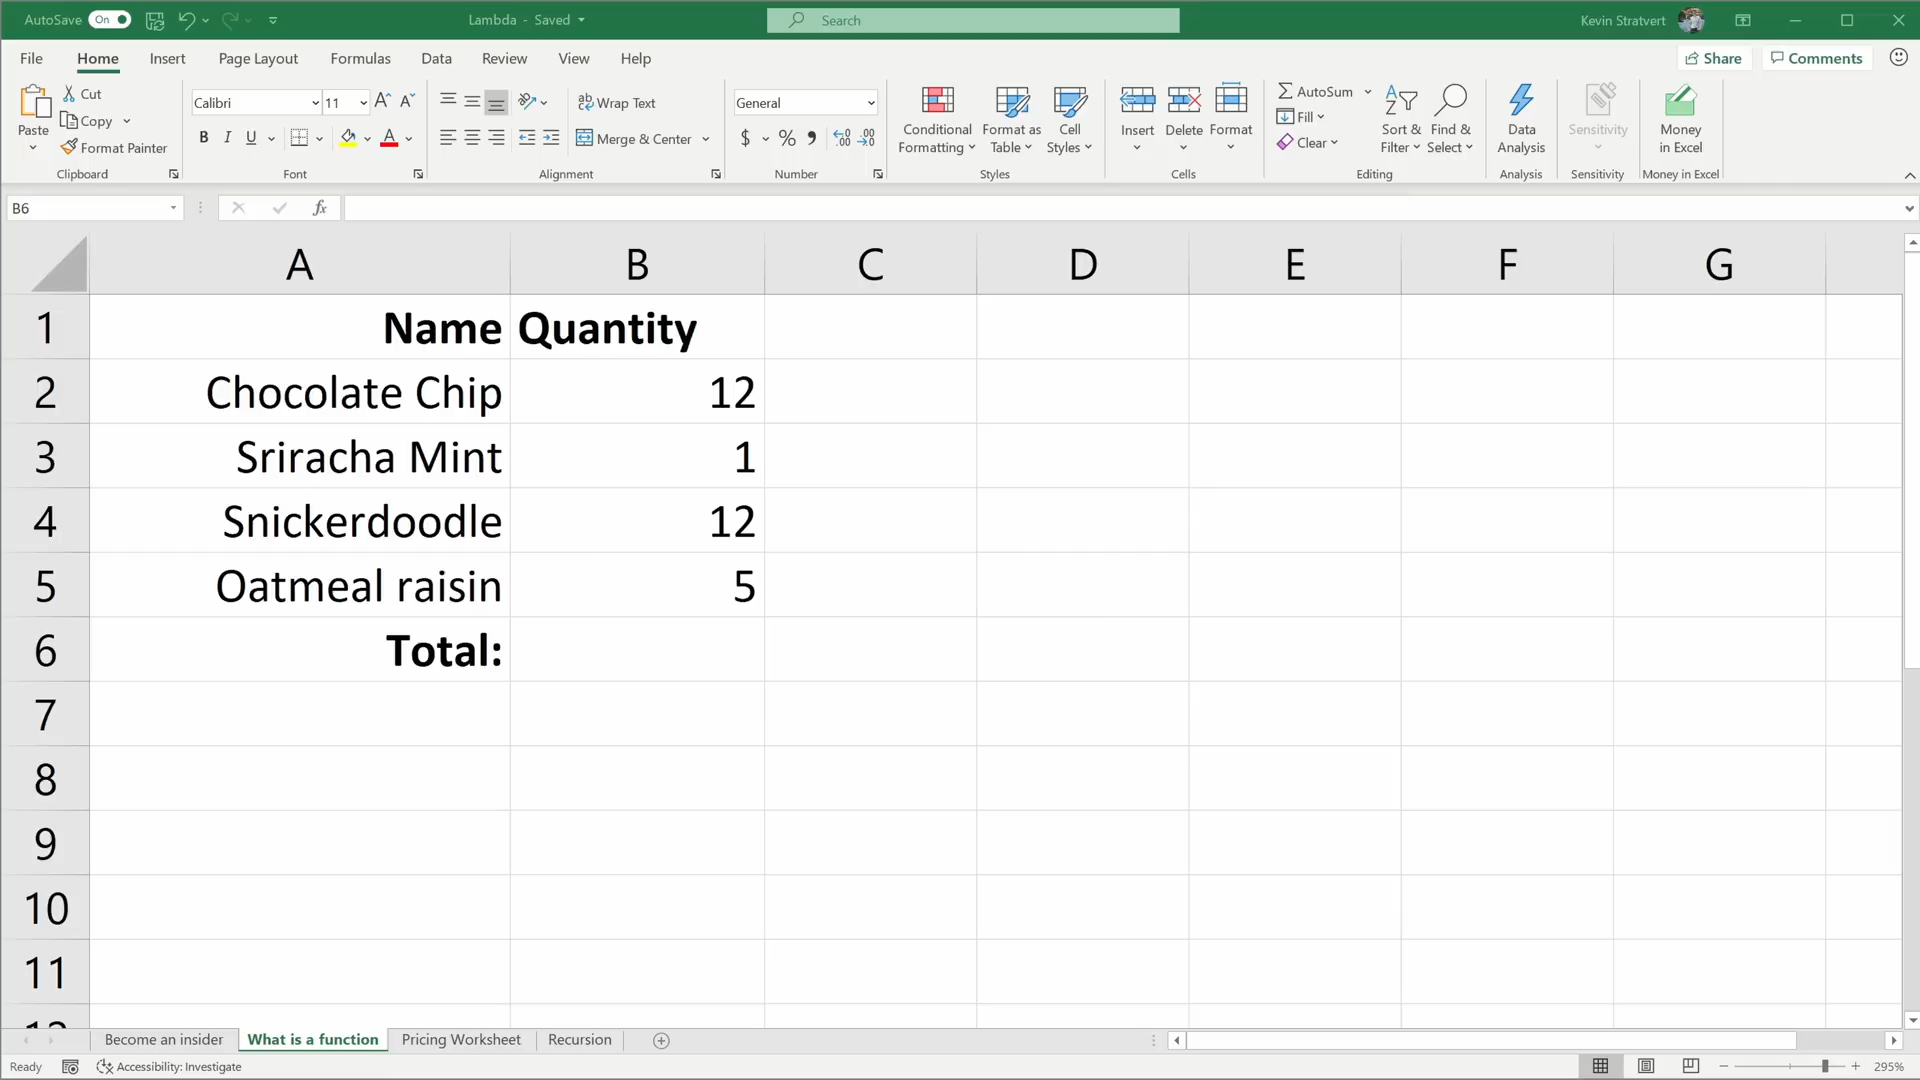 AutoSave On
Lambda - Saved
Search
Kevin Stratvert
File Home Insert Page Layout Formulas Data Review View Help
Share Comments
Paste
Cut
Copy
Format Painter
Clipboard
Calibri 11
B I U
Font
Wrap Text
Merge & Center
Alignment
General
$ % 9
Number
Conditional Formatting
Format as Table
Cell Styles
Styles
Insert
Delete
Format
Cells
AutoSum
Fill
Clear
Sort & Filter
Find & Select
Editing
Data Analysis
Analysis
Sensitivity
Sensitivity
Money in Excel
Money in Excel
B6
fx
A B C D E F G
1 Name Quantity
2 Chocolate Chip 12
3 Sriracha Mint 1
4 Snickerdoodle 12
5 Oatmeal raisin 5
6 Total:
7
8
9
10
11
12
Become an insider What is a function Pricing Worksheet Recursion
Ready Accessibility: Investigate 295%